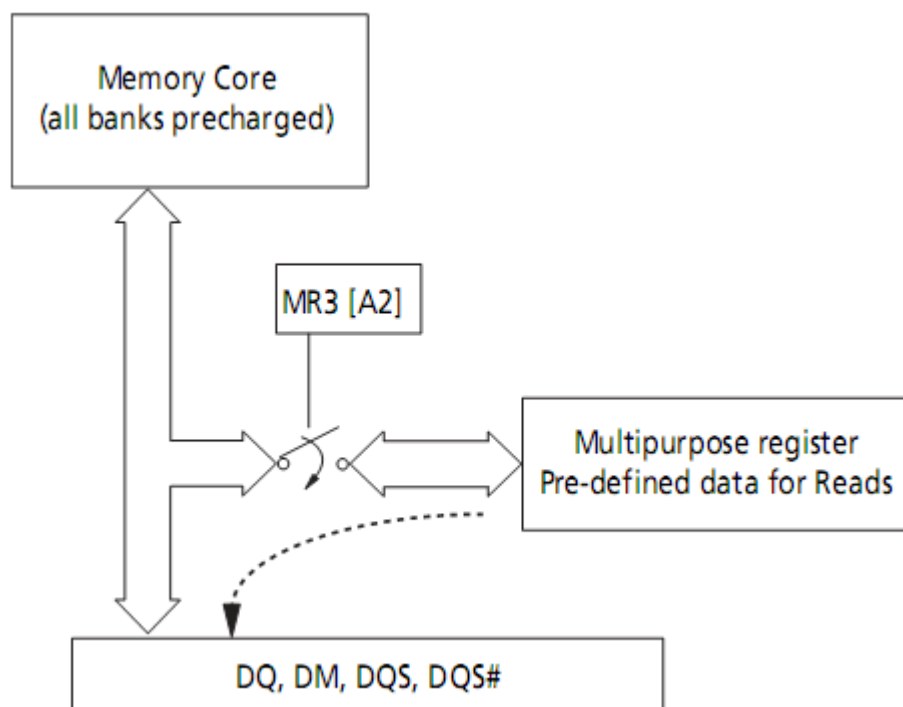 Memory Core
(all banks precharged)
MR3 [A2]
Multipurpose register
Pre-defined data for Reads
DQ, DM, DQS, DQS#